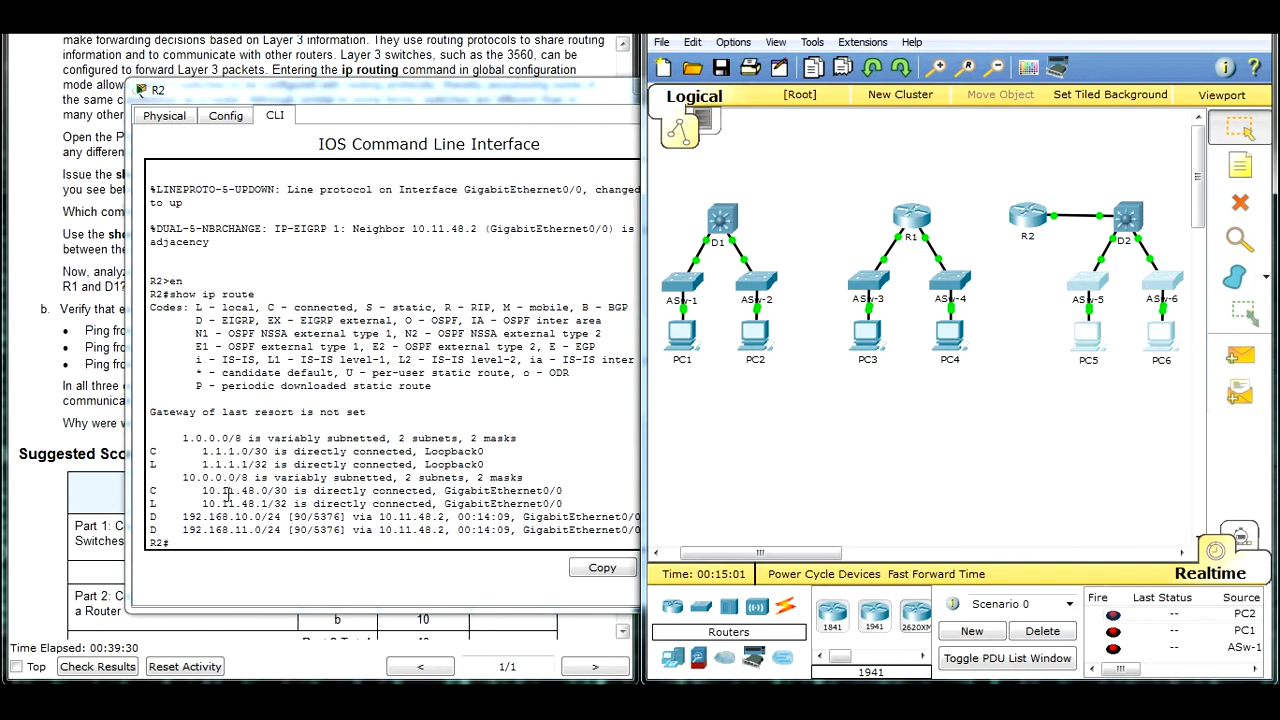 make forwarding decisions based on Layer 3 information. They use routing protocols to share routing
information and to communicate with other routers. Layer 3 switches, such as the 3560, can be
configured to forward Layer 3 packets. Entering the ip routing command in global configuration
mode allow
the same c
many other
Open the P
any differen
Issue the sh
you see bet
Which com
Use the sho
between the
Now, analyz
R1 and D1?
b. Verify that e
• Ping fro
• Ping fro
• Ping fro
In all three
communica
Why were
Suggested Sco
Part 1: C
Switches,
Part 2: C
a Router
b 10
Time Elapsed: 00:39:30
Top Check Results Reset Activity < 1/1 >
R2
Physical Config CLI
IOS Command Line Interface
%LINEPROTO-5-UPDOWN: Line protocol on Interface GigabitEthernet0/0, changed
to up
%DUAL-5-NBRCHANGE: IP-EIGRP 1: Neighbor 10.11.48.2 (GigabitEthernet0/0) is
adjacency
R2>en
R2#show ip route
Codes: L - local, C - connected, S - static, R - RIP, M - mobile, B - BGP
D - EIGRP, EX - EIGRP external, O - OSPF, IA - OSPF inter area
N1 - OSPF NSSA external type 1, N2 - OSPF NSSA external type 2
E1 - OSPF external type 1, E2 - OSPF external type 2, E - EGP
i - IS-IS, L1 - IS-IS level-1, L2 - IS-IS level-2, ia - IS-IS inter
* - candidate default, U - per-user static route, o - ODR
P - periodic downloaded static route
Gateway of last resort is not set
1.0.0.0/8 is variably subnetted, 2 subnets, 2 masks
C 1.1.1.0/30 is directly connected, Loopback0
L 1.1.1.1/32 is directly connected, Loopback0
10.0.0.0/8 is variably subnetted, 2 subnets, 2 masks
C 10.11.48.0/30 is directly connected, GigabitEthernet0/0
L 10.11.48.1/32 is directly connected, GigabitEthernet0/0
D 192.168.10.0/24 [90/5376] via 10.11.48.2, 00:14:09, GigabitEthernet0/0
D 192.168.11.0/24 [90/5376] via 10.11.48.2, 00:14:09, GigabitEthernet0/0
R2#
Copy
File Edit Options View Tools Extensions Help
Logical [Root] New Cluster Move Object Set Tiled Background Viewport
D1 R1 R2 D2
ASw-1 ASw-2 ASw-3 ASw-4 ASw-5 ASw-6
PC1 PC2 PC3 PC4 PC5 PC6
Time: 00:15:01 Power Cycle Devices Fast Forward Time Realtime
Routers
1841 1941 2620XM
1941
Scenario 0
New Delete
Toggle PDU List Window
Fire Last Status Source
-- PC2
-- PC1
-- ASw-1